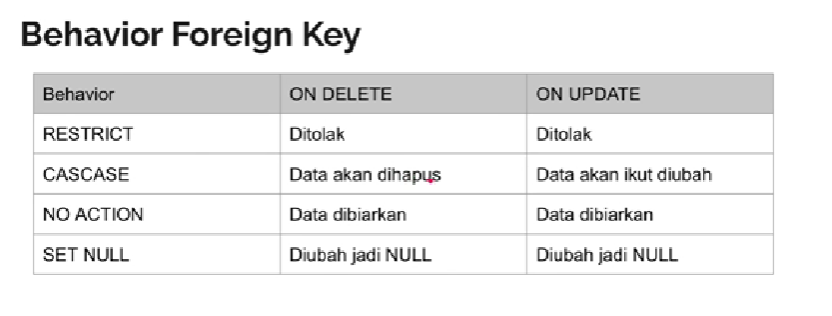 Behavior Foreign Key
Behavior ON DELETE ON UPDATE
RESTRICT Ditolak Ditolak
CASCASE Data akan dihapus Data akan ikut diubah
NO ACTION Data dibiarkan Data dibiarkan
SET NULL Diubah jadi NULL Diubah jadi NULL